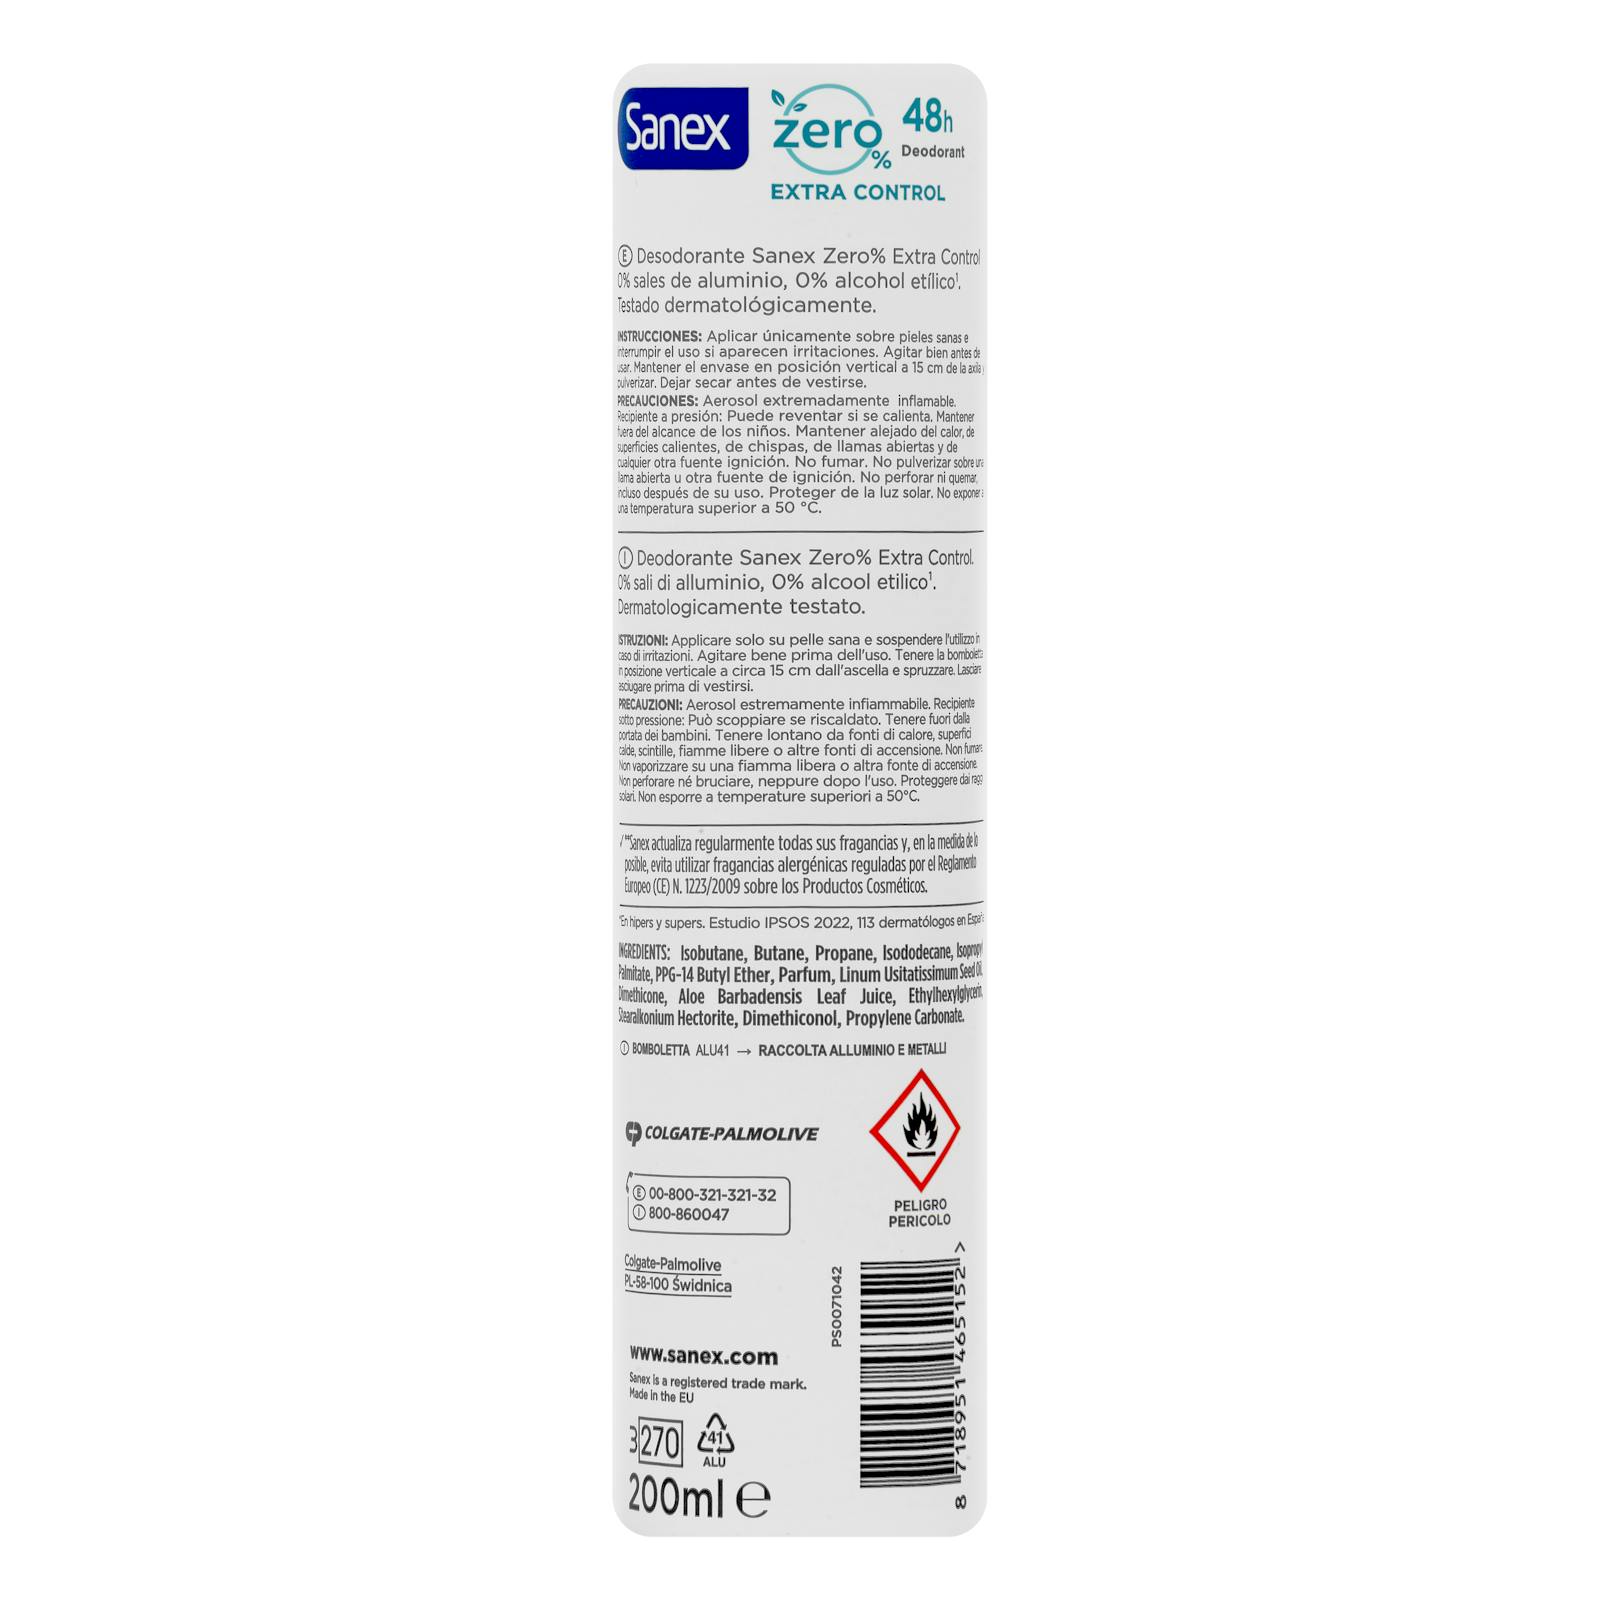 Sanex
zero%
48h
Deodorant
EXTRA CONTROL
E Desodorante Sanex Zero% Extra Control
0% sales de aluminio, 0% alcohol etílico¹.
Testado dermatológicamente.
INSTRUCCIONES: Aplicar únicamente sobre pieles sanas e
interrumpir el uso si aparecen irritaciones. Agitar bien antes de
usar. Mantener el envase en posición vertical a 15 cm de la axila y
pulverizar. Dejar secar antes de vestirse.
PRECAUCIONES: Aerosol extremadamente inflamable.
Recipiente a presión: Puede reventar si se calienta. Mantener
fuera del alcance de los niños. Mantener alejado del calor, de
superficies calientes, de chispas, de llamas abiertas y de
cualquier otra fuente ignición. No fumar. No pulverizar sobre una
llama abierta u otra fuente de ignición. No perforar ni quemar,
incluso después de su uso. Proteger de la luz solar. No exponer a
una temperatura superior a 50 °C.
I Deodorante Sanex Zero% Extra Control.
0% sali di alluminio, 0% alcool etilico¹.
Dermatologicamente testato.
ISTRUZIONI: Applicare solo su pelle sana e sospendere l'utilizzo in
caso di irritazioni. Agitare bene prima dell'uso. Tenere la bomboletta
in posizione verticale a circa 15 cm dall'ascella e spruzzare. Lasciare
asciugare prima di vestirsi.
PRECAUZIONI: Aerosol estremamente infiammabile. Recipiente
sotto pressione: Può scoppiare se riscaldato. Tenere fuori dalla
portata dei bambini. Tenere lontano da fonti di calore, superfici
calde, scintille, fiamme libere o altre fonti di accensione. Non fumare.
Non vaporizzare su una fiamma libera o altra fonte di accensione.
Non perforare né bruciare, neppure dopo l'uso. Proteggere dai raggi
solari. Non esporre a temperature superiori a 50°C.
✓**Sanex actualiza regularmente todas sus fragancias y, en la medida de lo
posible, evita utilizar fragancias alergénicas reguladas por el Reglamento
Europeo (CE) N. 1223/2009 sobre los Productos Cosméticos.
*En hipers y supers. Estudio IPSOS 2022, 113 dermatólogos en España
INGREDIENTS: Isobutane, Butane, Propane, Isododecane, Isopropyl
Palmitate, PPG-14 Butyl Ether, Parfum, Linum Usitatissimum Seed Oil,
Dimethicone, Aloe Barbadensis Leaf Juice, Ethylhexylglycerin,
Stearalkonium Hectorite, Dimethiconol, Propylene Carbonate.
I BOMBOLETTA ALU41 → RACCOLTA ALLUMINIO E METALLI
COLGATE-PALMOLIVE
E 00-800-321-321-32
I 800-860047
PELIGRO
PERICOLO
Colgate-Palmolive
PL-58-100 Świdnica
PS0071042
8 718951 465152 >
www.sanex.com
Sanex is a registered trade mark.
Made in the EU
3 270
41
ALU
200ml e